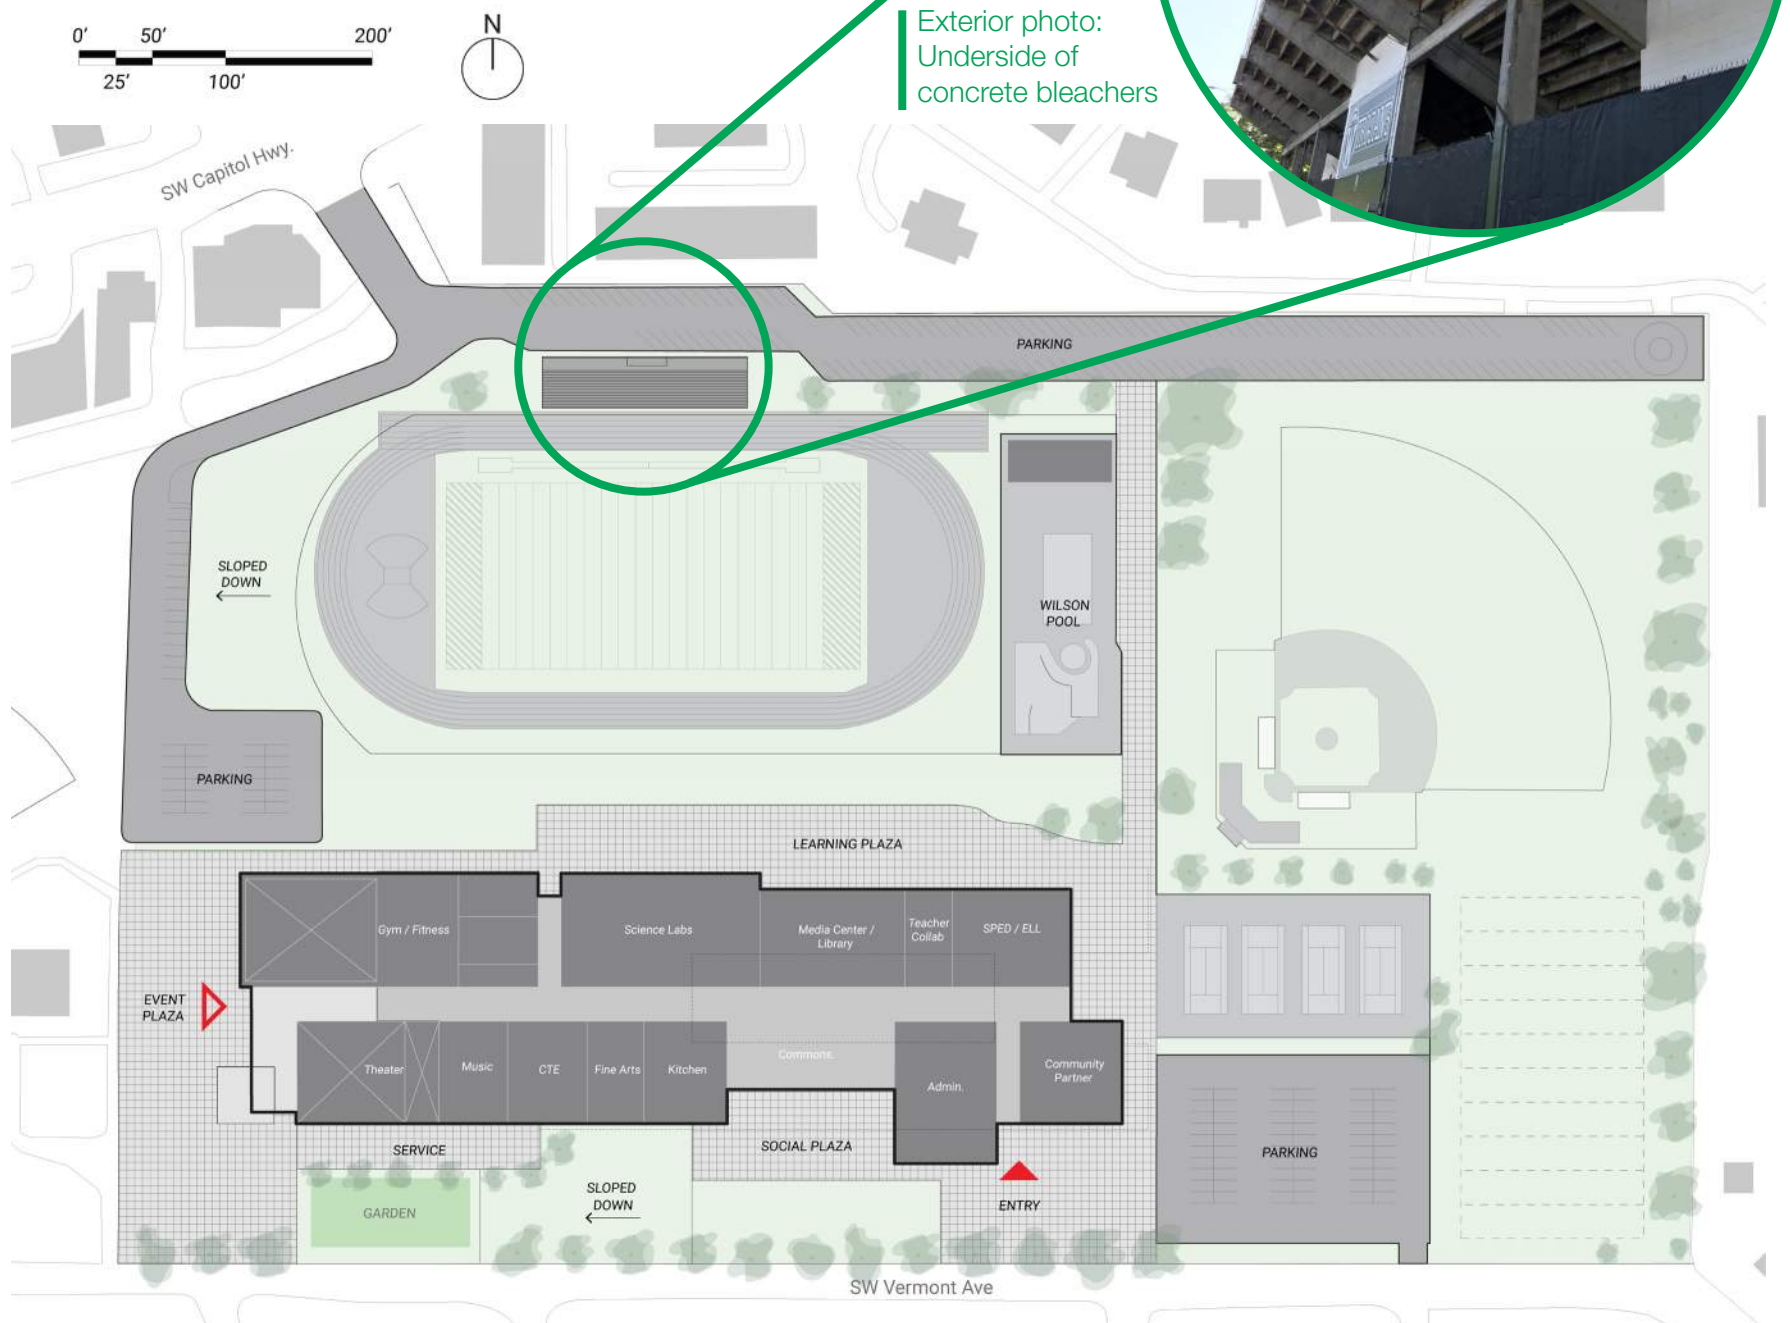 0' 50' 200'
25' 100'
N
Exterior photo:
Underside of
concrete bleachers
SW Capitol Hwy.
PARKING
SLOPED
DOWN
WILSON
POOL
PARKING
LEARNING PLAZA
Gym / Fitness
Science Labs
Media Center /
Library
Teacher
Collab
SPED / ELL
EVENT
PLAZA
Theater
Music
CTE
Fine Arts
Kitchen
Commons.
Admin.
Community
Partner
SERVICE
SOCIAL PLAZA
PARKING
SLOPED
DOWN
ENTRY
GARDEN
SW Vermont Ave